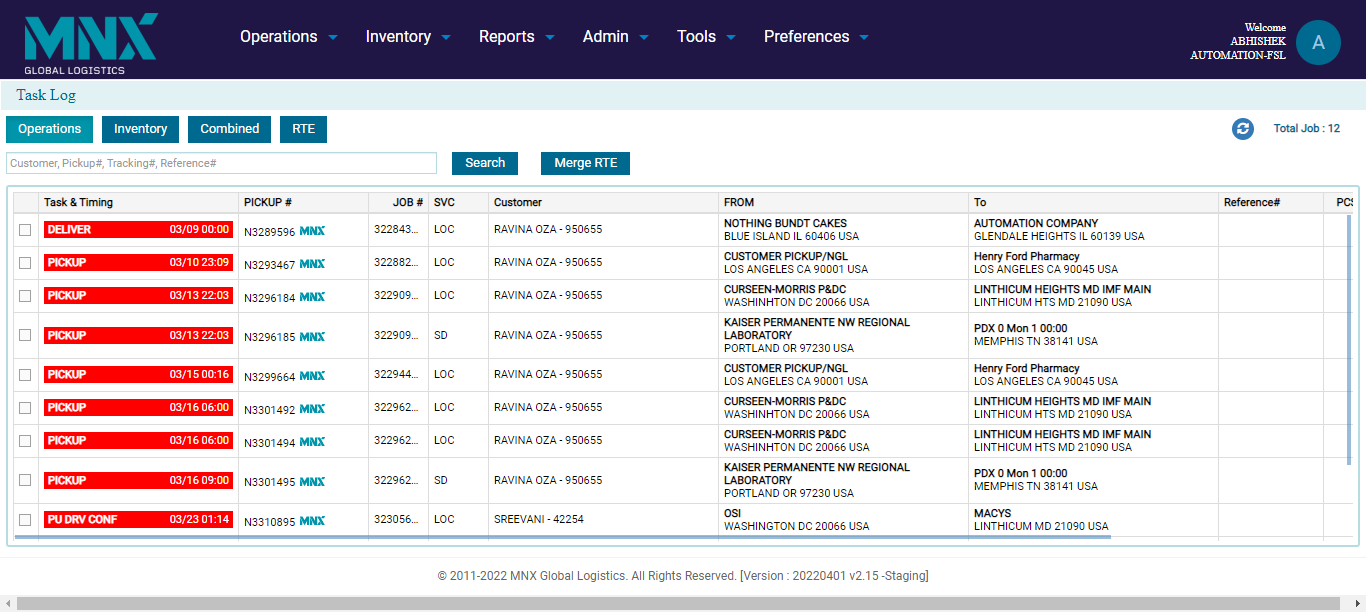 MNX
GLOBAL LOGISTICS
Operations Inventory Reports Admin Tools Preferences
Welcome
ABHISHEK
AUTOMATION-FSL
A
Task Log
Operations Inventory Combined RTE
Total Job : 12
Customer, Pickup#, Tracking#, Reference#
Search Merge RTE
Task & Timing PICKUP # JOB # SVC Customer FROM To Reference# PCS
DELIVER 03/09 00:00 N3289596 MNX 322843... LOC RAVINA OZA - 950655 NOTHING BUNDT CAKES AUTOMATION COMPANY
BLUE ISLAND IL 60406 USA GLENDALE HEIGHTS IL 60139 USA
PICKUP 03/10 23:09 N3293467 MNX 322882... LOC RAVINA OZA - 950655 CUSTOMER PICKUP/NGL Henry Ford Pharmacy
LOS ANGELES CA 90001 USA LOS ANGELES CA 90045 USA
PICKUP 03/13 22:03 N3296184 MNX 322909... LOC RAVINA OZA - 950655 CURSEEN-MORRIS P&DC LINTHICUM HEIGHTS MD IMF MAIN
WASHINHTON DC 20066 USA LINTHICUM HTS MD 21090 USA
PICKUP 03/13 22:03 N3296185 MNX 322909... SD RAVINA OZA - 950655 KAISER PERMANENTE NW REGIONAL
LABORATORY PDX 0 Mon 1 00:00
PORTLAND OR 97230 USA MEMPHIS TN 38141 USA
PICKUP 03/15 00:16 N3299664 MNX 322944... LOC RAVINA OZA - 950655 CUSTOMER PICKUP/NGL Henry Ford Pharmacy
LOS ANGELES CA 90001 USA LOS ANGELES CA 90045 USA
PICKUP 03/16 06:00 N3301492 MNX 322962... LOC RAVINA OZA - 950655 CURSEEN-MORRIS P&DC LINTHICUM HEIGHTS MD IMF MAIN
WASHINHTON DC 20066 USA LINTHICUM HTS MD 21090 USA
PICKUP 03/16 06:00 N3301494 MNX 322962... LOC RAVINA OZA - 950655 CURSEEN-MORRIS P&DC LINTHICUM HEIGHTS MD IMF MAIN
WASHINHTON DC 20066 USA LINTHICUM HTS MD 21090 USA
PICKUP 03/16 09:00 N3301495 MNX 322962... SD RAVINA OZA - 950655 KAISER PERMANENTE NW REGIONAL
LABORATORY PDX 0 Mon 1 00:00
PORTLAND OR 97230 USA MEMPHIS TN 38141 USA
PU DRV CONF 03/23 01:14 N3310895 MNX 323056... LOC SREEVANI - 42254 OSI MACYS
WASHINGTON DC 20066 USA LINTHICUM MD 21090 USA
© 2011-2022 MNX Global Logistics. All Rights Reserved. [Version : 20220401 v2.15 -Staging]